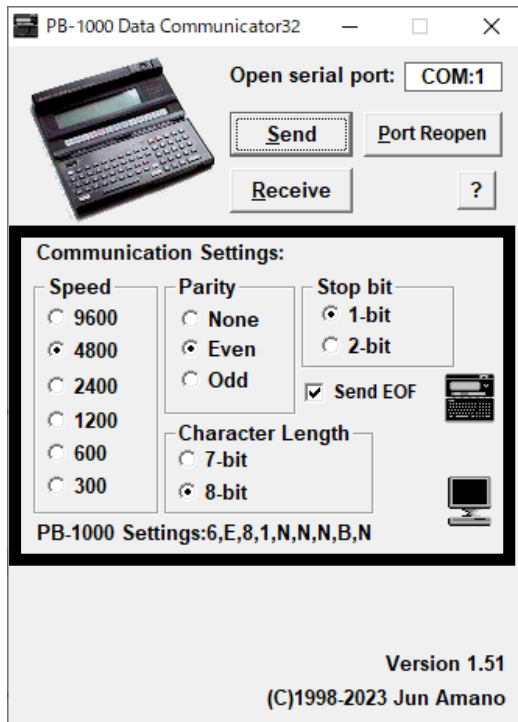 PB-1000 Data Communicator32
Open serial port: COM:1
Send
Port Reopen
Receive
?
Communication Settings:
Speed
9600
4800
2400
1200
600
300
Parity
None
Even
Odd
Stop bit
1-bit
2-bit
Send EOF
Character Length
7-bit
8-bit
PB-1000 Settings:6,E,8,1,N,N,N,B,N
Version 1.51
(C)1998-2023 Jun Amano